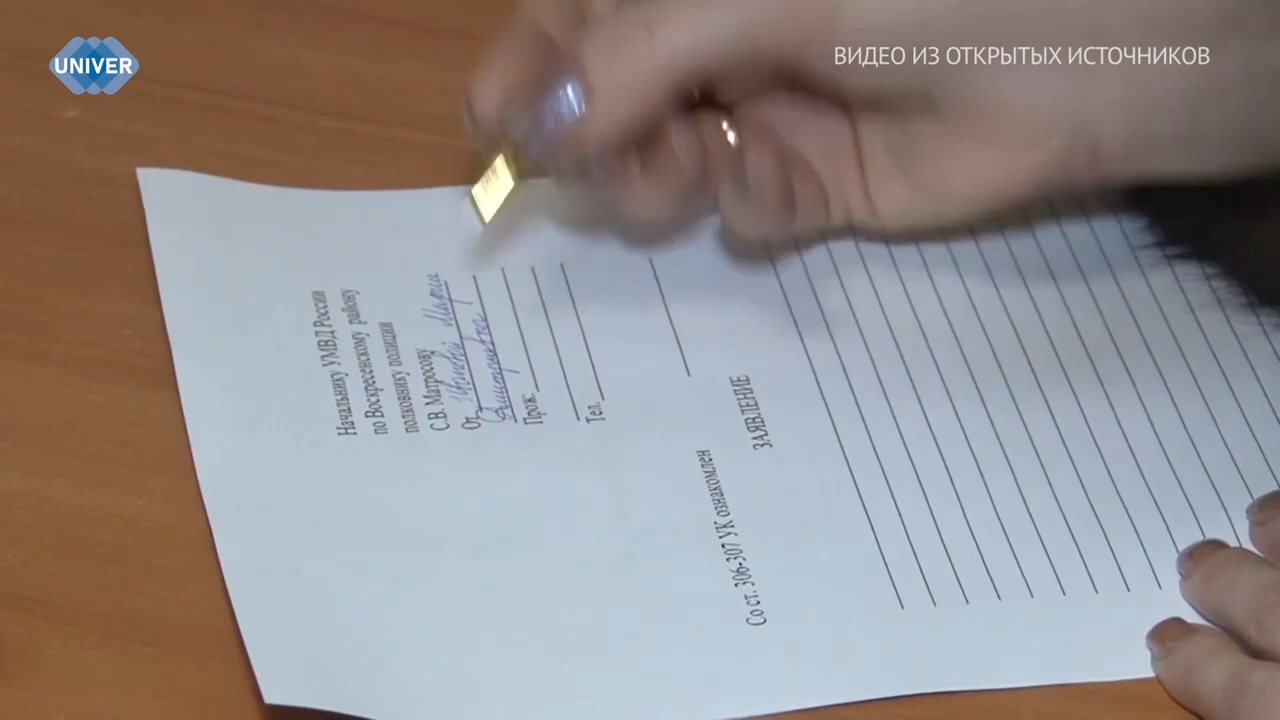 UNIVER
ВИДЕО ИЗ ОТКРЫТЫХ ИСТОЧНИКОВ
Начальнику УМВД России
по Воскресенскому району
полковнику полиции
С.В. Матросову
От
Дмитриевны
Прож.
Тел.
Со ст. 306-307 УК ознакомлен
ЗАЯВЛЕНИЕ